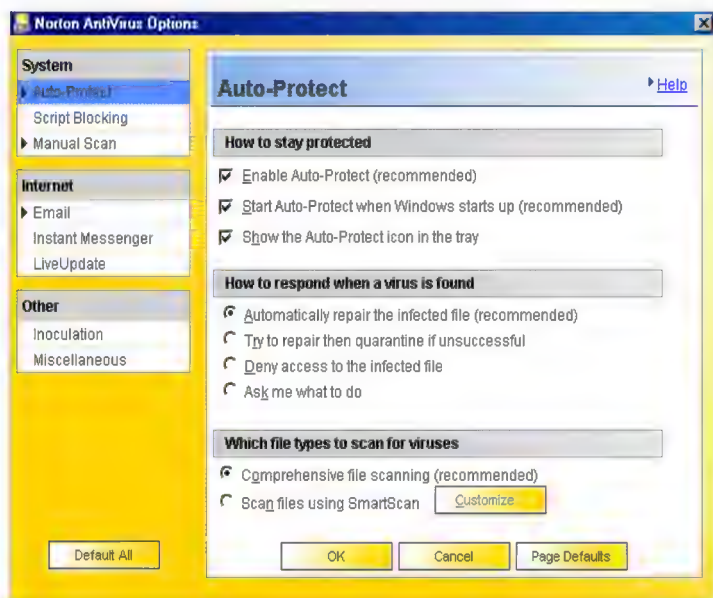 Norton AntiVirus Options
System
Auto-Protect
Script Blocking
Manual Scan
Internet
Email
Instant Messenger
LiveUpdate
Other
Inoculation
Miscellaneous
Default All
Auto-Protect
Help
How to stay protected
Enable Auto-Protect (recommended)
Start Auto-Protect when Windows starts up (recommended)
Show the Auto-Protect icon in the tray
How to respond when a virus is found
Automatically repair the infected file (recommended)
Try to repair then quarantine if unsuccessful
Deny access to the infected file
Ask me what to do
Which file types to scan for viruses
Comprehensive file scanning (recommended)
Scan files using SmartScan
Customize
OK
Cancel
Page Defaults